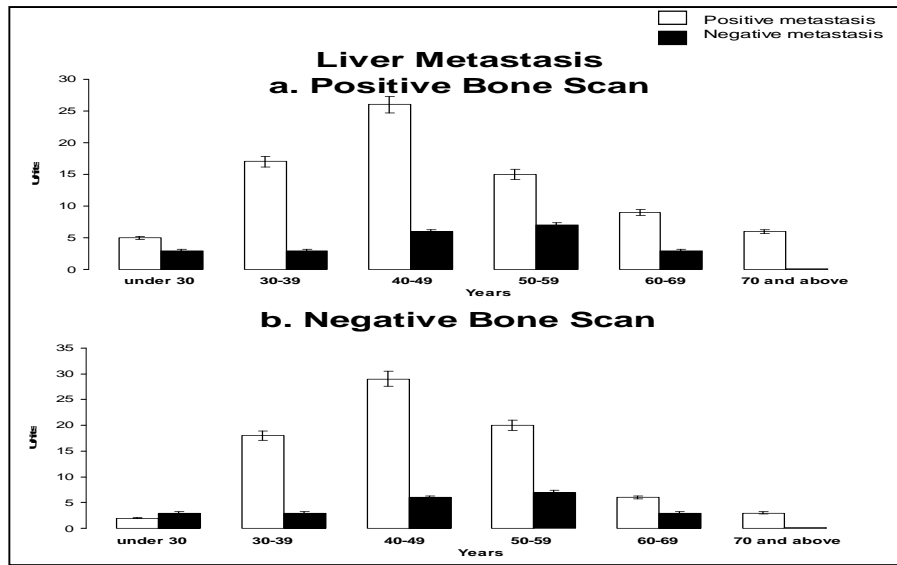 Positive metastasis
Negative metastasis
Liver Metastasis
a. Positive Bone Scan
30
25
20
15
10
5
0
Units
under 30 30-39 40-49 50-59 60-69 70 and above
Years
b. Negative Bone Scan
35
30
25
20
15
10
5
0
Units
under 30 30-39 40-49 50-59 60-69 70 and above
Years